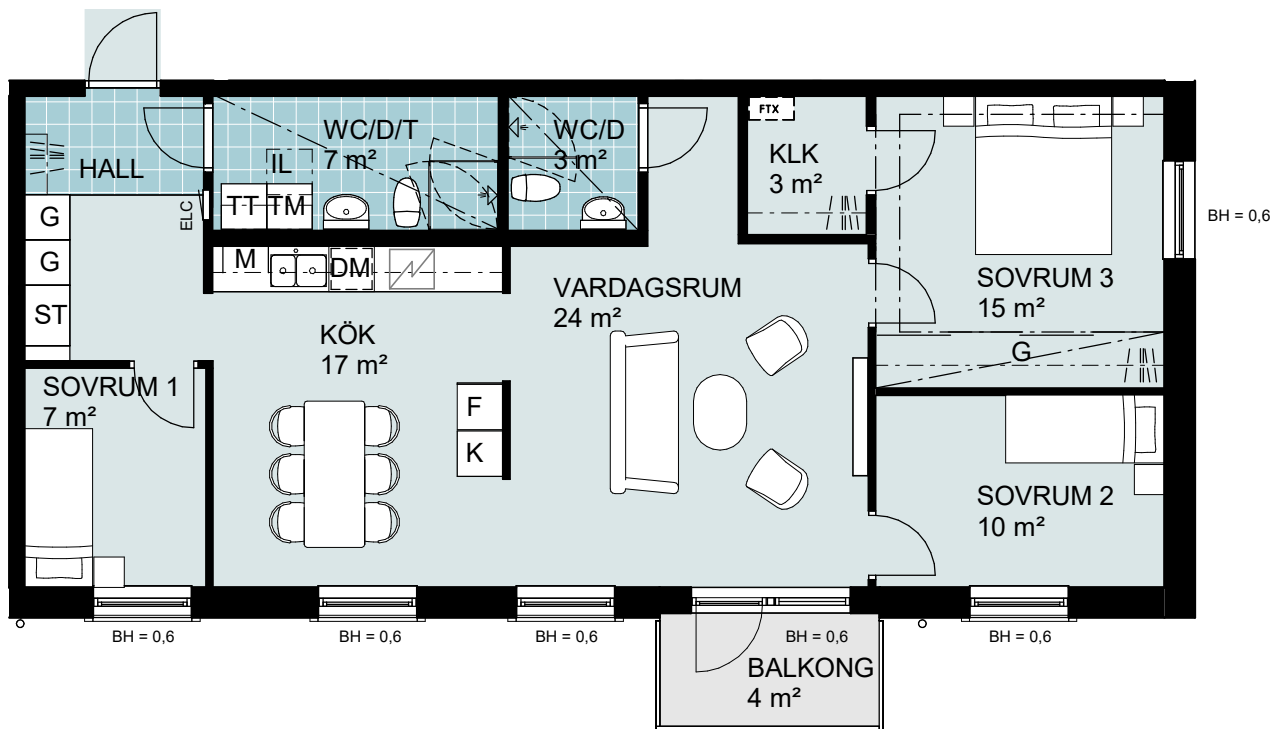 FTX
WC/D/T
7 m²
WC/D
3 m²
KLK
3 m²
HALL
IL
TT
TM
G
ELC
BH = 0,6
G
M
DM
SOVRUM 3
15 m²
VARDAGSRUM
24 m²
ST
KÖK
17 m²
G
SOVRUM 1
7 m²
F
K
SOVRUM 2
10 m²
BH = 0,6
BH = 0,6
BH = 0,6
BH = 0,6
BH = 0,6
BALKONG
4 m²